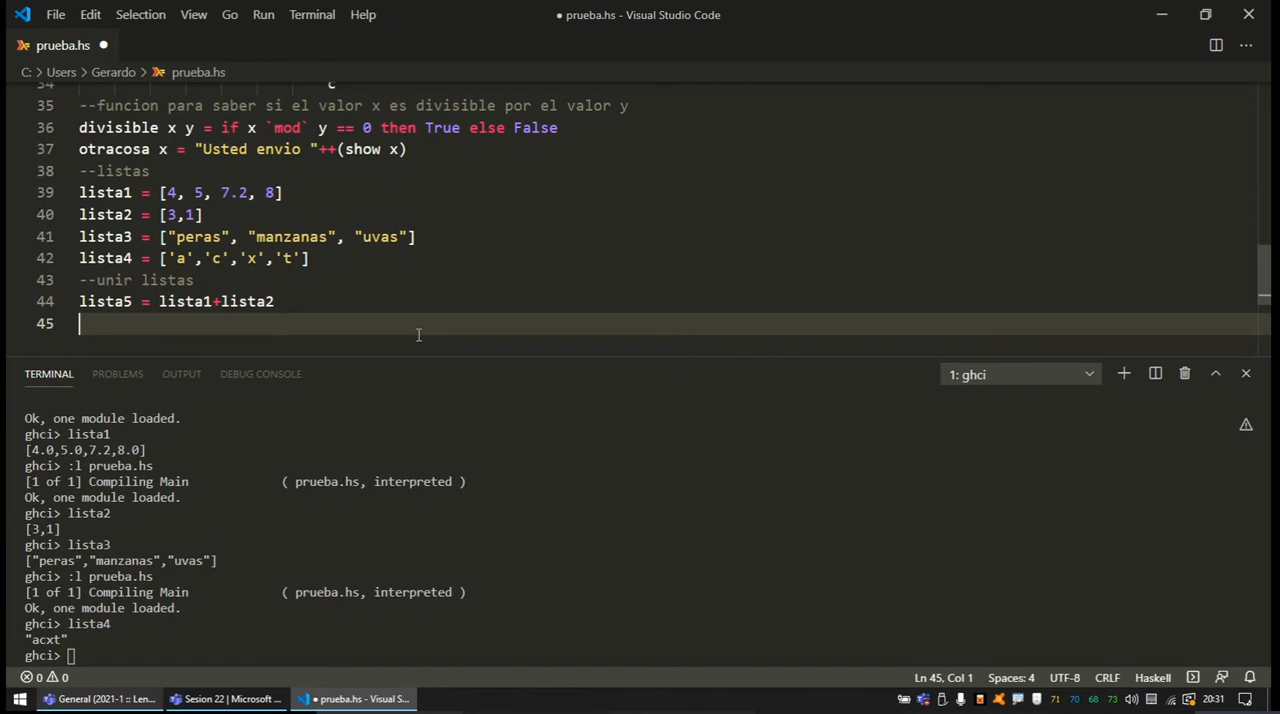 File Edit Selection View Go Run Terminal Help ● prueba.hs - Visual Studio Code
prueba.hs ●
C: > Users > Gerardo > prueba.hs
34 c
35 --funcion para saber si el valor x es divisible por el valor y
36 divisible x y = if x `mod` y == 0 then True else False
37 otracosa x = "Usted envio "++(show x)
38 --listas
39 lista1 = [4, 5, 7.2, 8]
40 lista2 = [3,1]
41 lista3 = ["peras", "manzanas", "uvas"]
42 lista4 = ['a','c','x','t']
43 --unir listas
44 lista5 = lista1+lista2
45
TERMINAL PROBLEMS OUTPUT DEBUG CONSOLE 1: ghci
Ok, one module loaded.
ghci> lista1
[4.0,5.0,7.2,8.0]
ghci> :l prueba.hs
[1 of 1] Compiling Main ( prueba.hs, interpreted )
Ok, one module loaded.
ghci> lista2
[3,1]
ghci> lista3
["peras","manzanas","uvas"]
ghci> :l prueba.hs
[1 of 1] Compiling Main ( prueba.hs, interpreted )
Ok, one module loaded.
ghci> lista4
"acxt"
ghci>
0 0 Ln 45, Col 1 Spaces: 4 UTF-8 CRLF Haskell
General (2021-1 :: Len... Sesion 22 | Microsoft ... ● prueba.hs - Visual S... 71 70 68 73 20:31